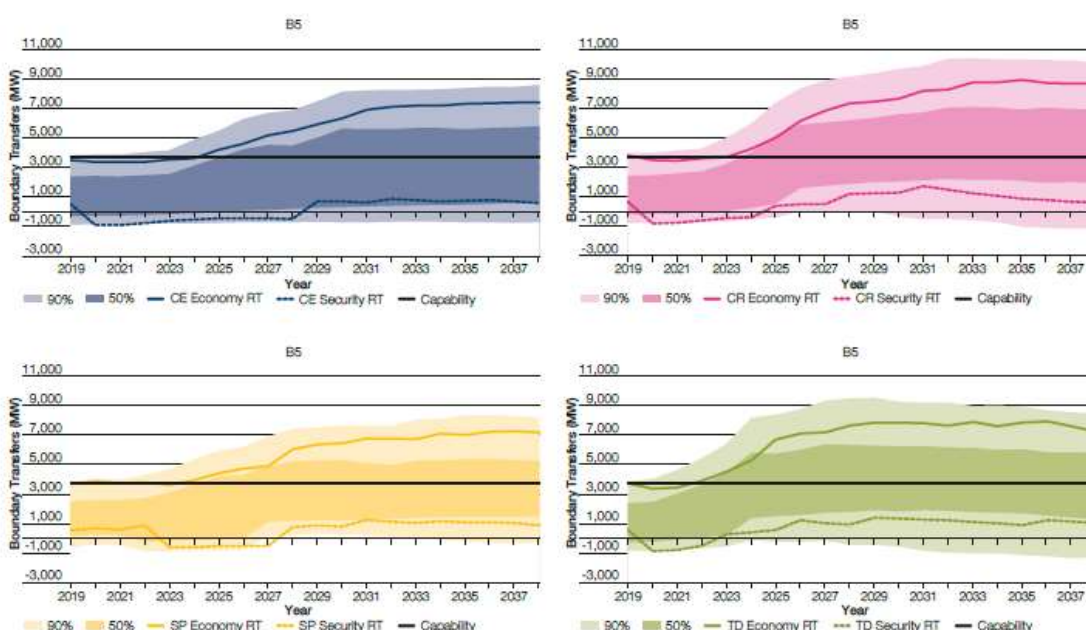 B5
11,000
9,000
7,000
5,000
3,000
1,000
-1,000
-3,000
Boundary Transfers (MW)
2019 2021 2023 2025 2027 2029 2031 2033 2035 2037
Year
90% 50% CE Economy RT CE Security RT Capability
B5
11,000
9,000
7,000
5,000
3,000
1,000
-1,000
-3,000
Boundary Transfers (MW)
2019 2021 2023 2025 2027 2029 2031 2033 2035 2037
Year
90% 50% CR Economy RT CR Security RT Capability
B5
11,000
9,000
7,000
5,000
3,000
1,000
-1,000
-3,000
Boundary Transfers (MW)
2019 2021 2023 2025 2027 2029 2031 2033 2035 2037
Year
90% 50% SP Economy RT SP Security RT Capability
B5
11,000
9,000
7,000
5,000
3,000
1,000
-1,000
-3,000
Boundary Transfers (MW)
2019 2021 2023 2025 2027 2029 2031 2033 2035 2037
Year
90% 50% TD Economy RT TD Security RT Capability